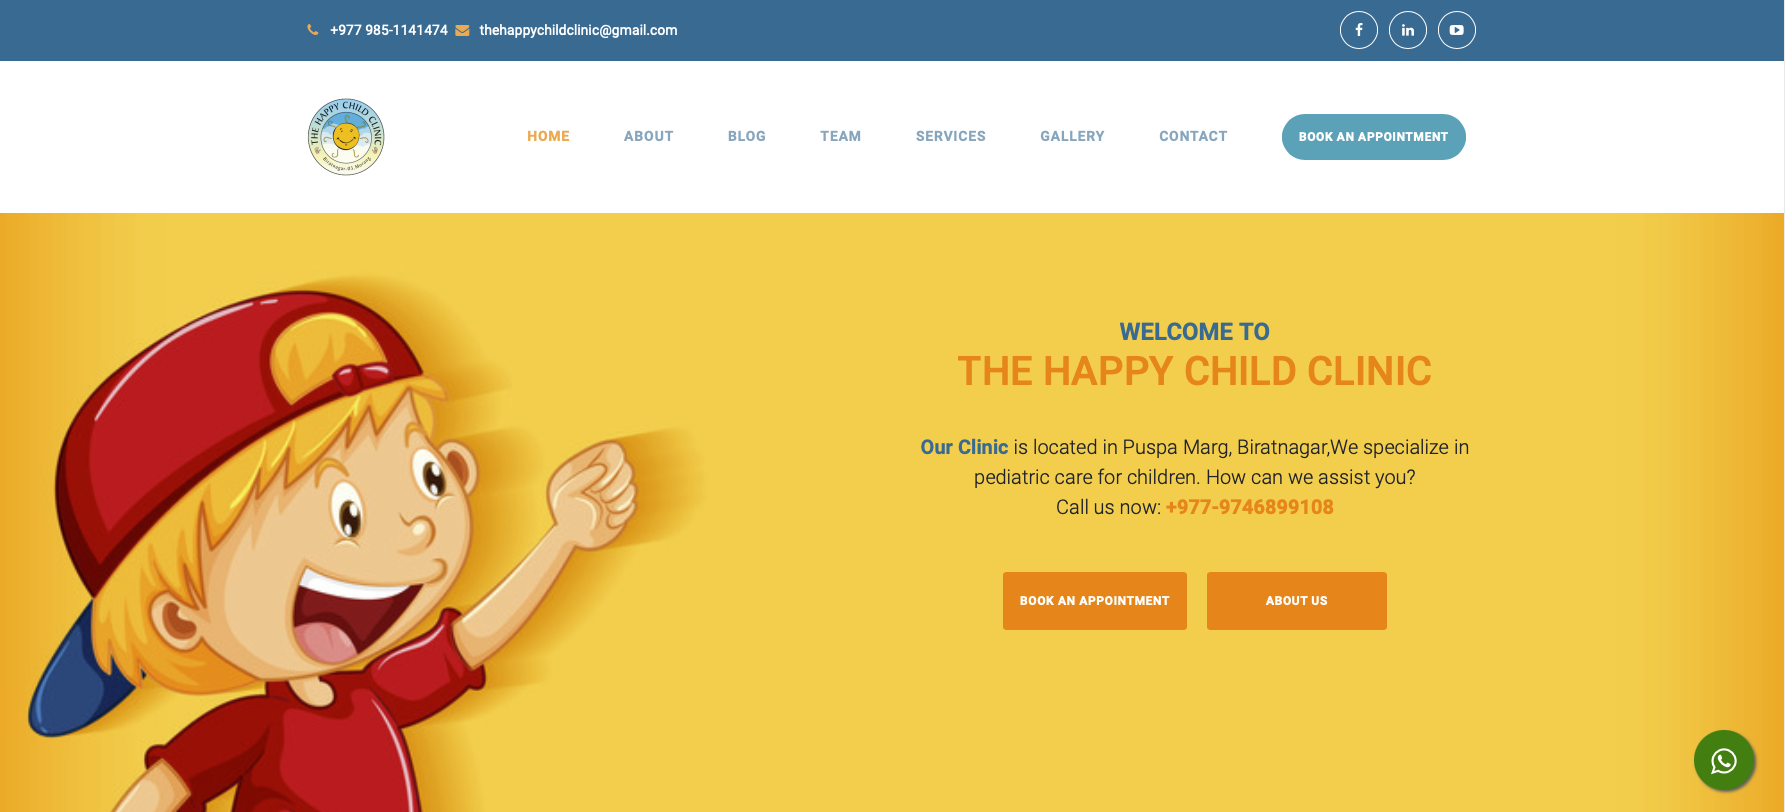 +977 985-1141474 thehappychildclinic@gmail.com
THE HAPPY CHILD CLINIC
Biratnagar-03, Morang
HOME ABOUT BLOG TEAM SERVICES GALLERY CONTACT BOOK AN APPOINTMENT
WELCOME TO
THE HAPPY CHILD CLINIC
Our Clinic is located in Puspa Marg, Biratnagar,We specialize in
pediatric care for children. How can we assist you?
Call us now: +977-9746899108
BOOK AN APPOINTMENT ABOUT US